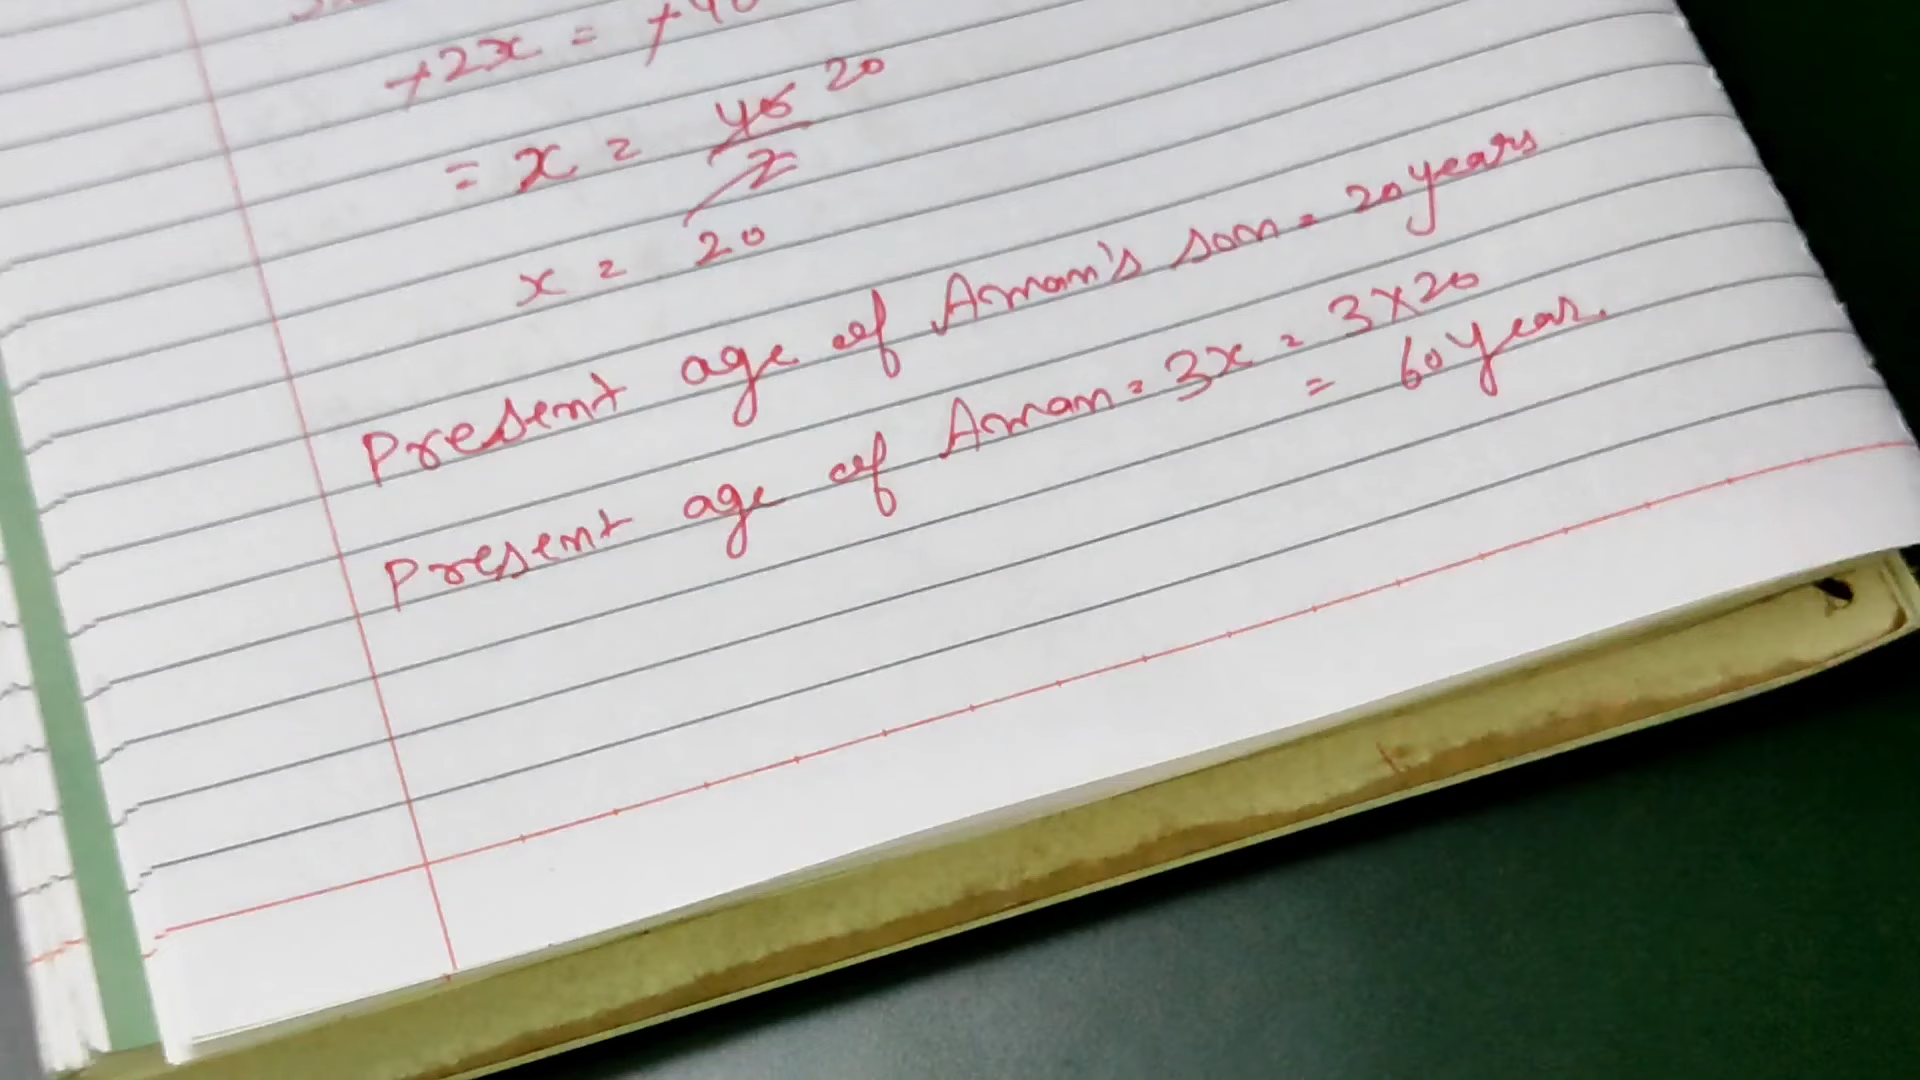 +2x = +40
= x = 40/2 20
x = 20
Present age of Aman's son = 20 years
Present age of Aman = 3x = 3×20
= 60 year.